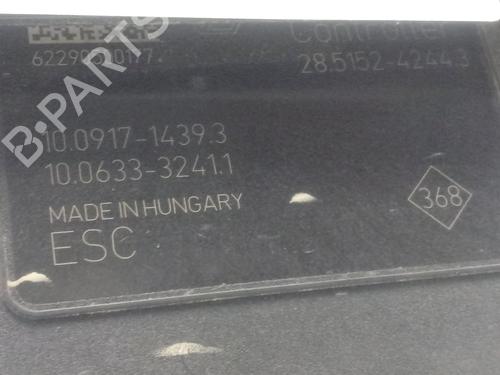 Controller
28.5152-4244.3
10.0917-1439.3
10.0633-3241.1
MADE IN HUNGARY
ESC
368
B-PARTS